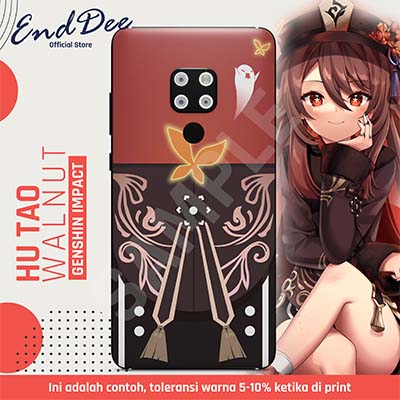 EndDee
Official Store
HU TAO
WALNUT
GENSHIN IMPACT
SAMPLE
Ini adalah contoh, toleransi warna 5-10% ketika di print